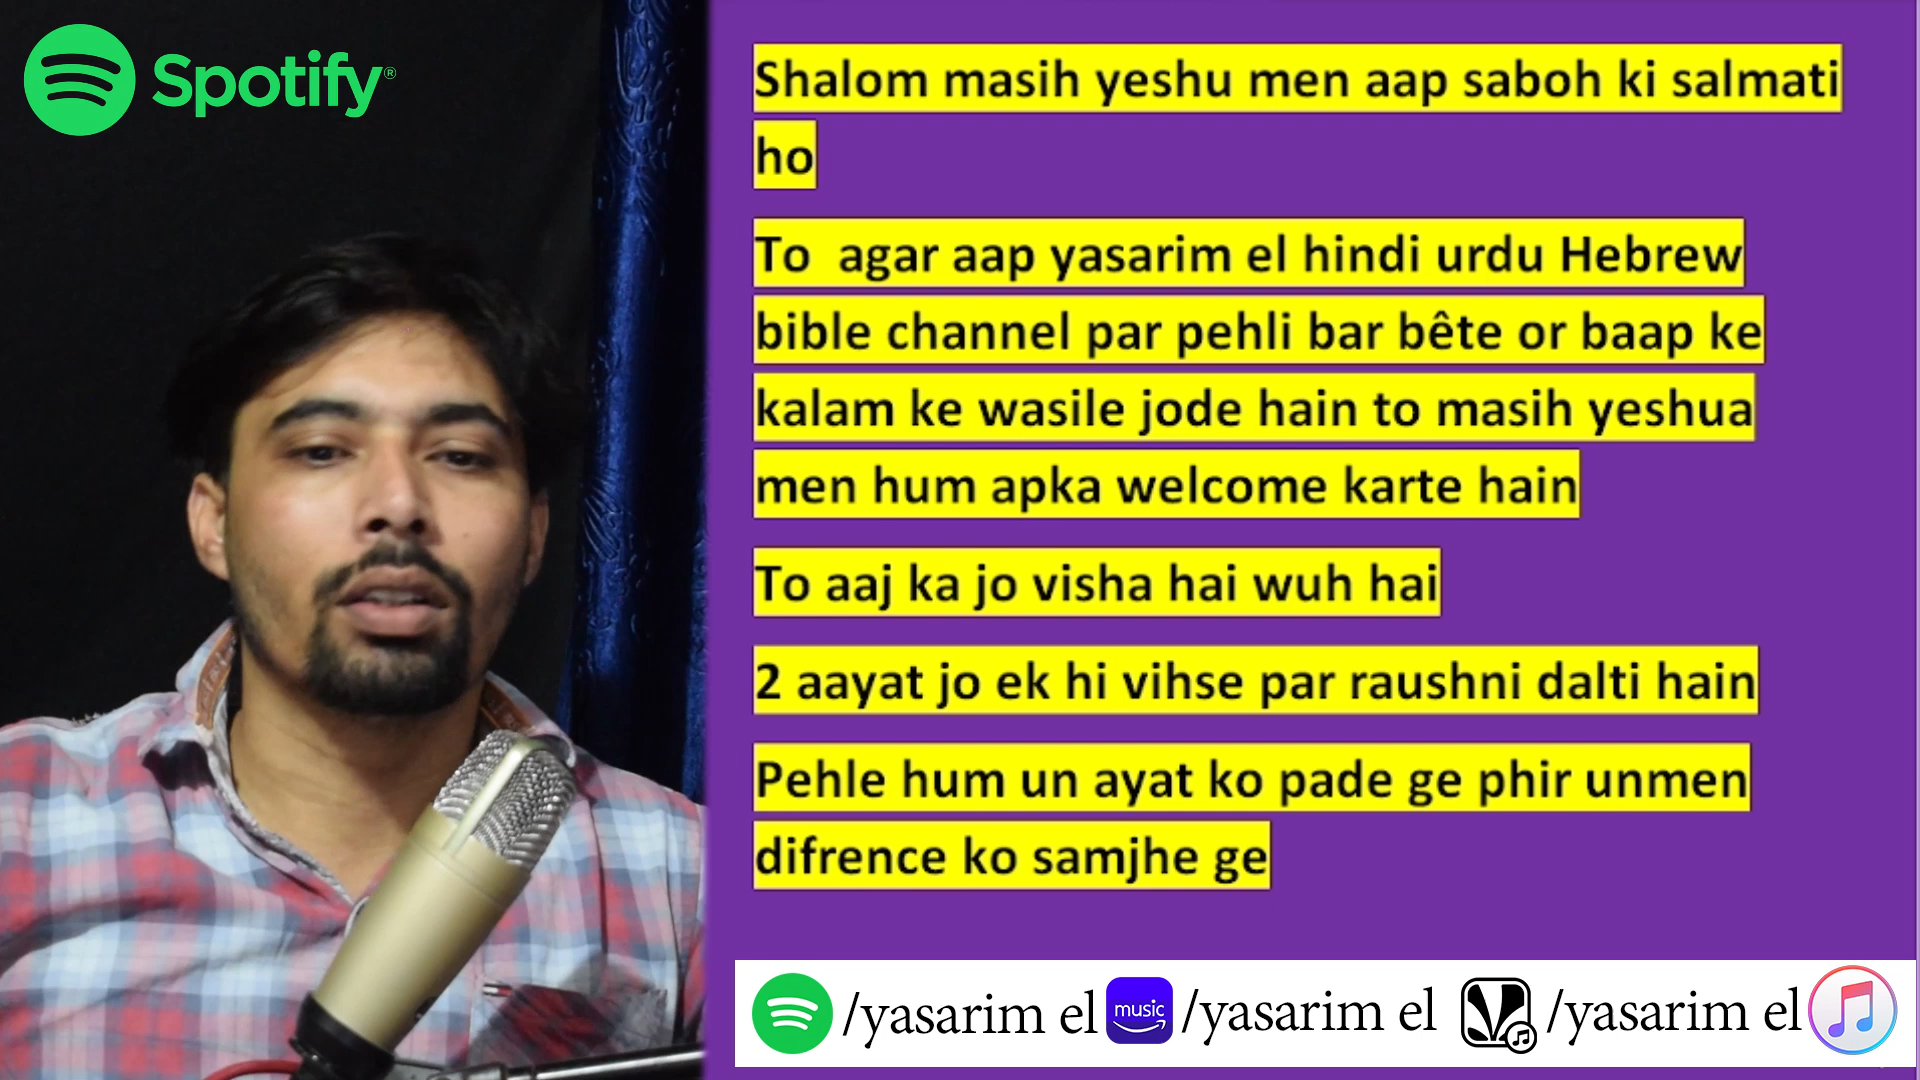 Spotify®
Shalom masih yeshu men aap saboh ki salmati
ho
To agar aap yasarim el hindi urdu Hebrew
bible channel par pehli bar bête or baap ke
kalam ke wasile jode hain to masih yeshua
men hum apka welcome karte hain
To aaj ka jo visha hai wuh hai
2 aayat jo ek hi vihse par raushni dalti hain
Pehle hum un ayat ko pade ge phir unmen
difrence ko samjhe ge
/yasarim el music /yasarim el /yasarim el